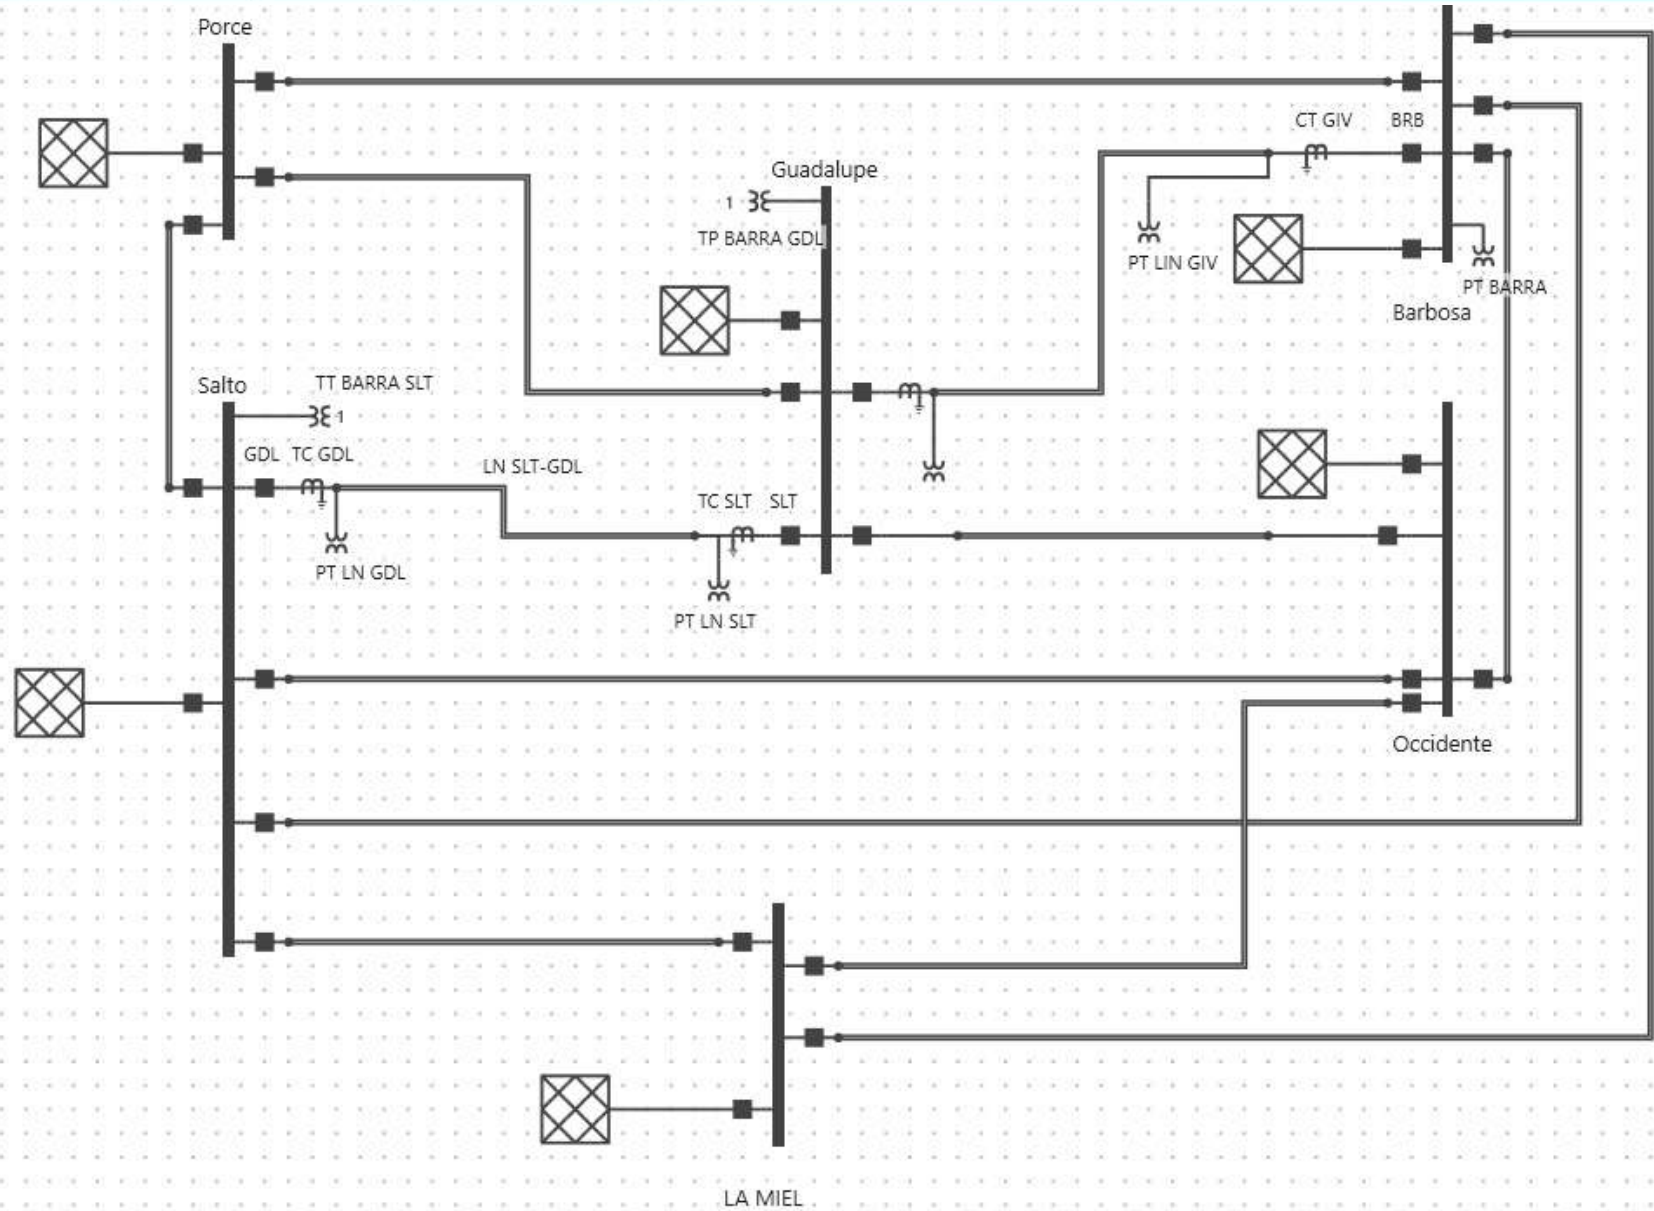 Porce
CT GIV
BRB
Guadalupe
1
TP BARRA GDL
PT LIN GIV
PT BARRA
Barbosa
Salto
TT BARRA SLT
1
GDL
TC GDL
LN SLT-GDL
TC SLT
SLT
PT LN GDL
PT LN SLT
Occidente
LA MIEL